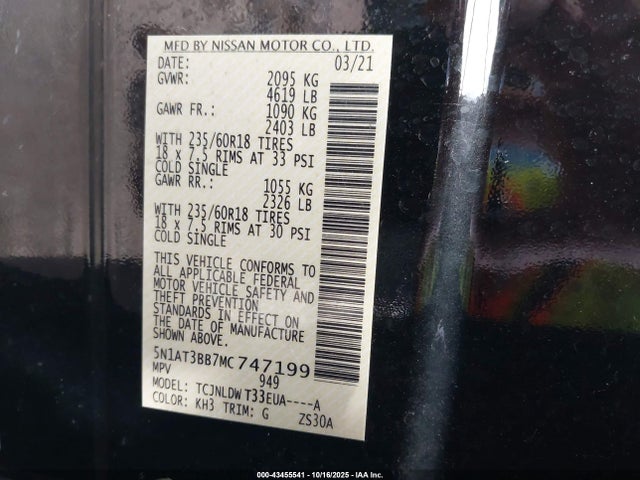 MFD BY NISSAN MOTOR CO., LTD.
DATE: 03/21
GVWR: 2095 KG
4619 LB
GAWR FR.: 1090 KG
2403 LB
WITH 235/60R18 TIRES
18 x 7.5 RIMS AT 33 PSI
COLD SINGLE
GAWR RR.: 1055 KG
2326 LB
WITH 235/60R18 TIRES
18 x 7.5 RIMS AT 30 PSI
COLD SINGLE
THIS VEHICLE CONFORMS TO
ALL APPLICABLE FEDERAL
MOTOR VEHICLE SAFETY AND
THEFT PREVENTION
STANDARDS IN EFFECT ON
THE DATE OF MANUFACTURE
SHOWN ABOVE.
5N1AT3BB7MC747199
MPV 949
MODEL: TCJNLDW T33EUA----A
COLOR: KH3 TRIM: G ZS30A
000-43455541 - 10/16/2025 - IAA Inc.